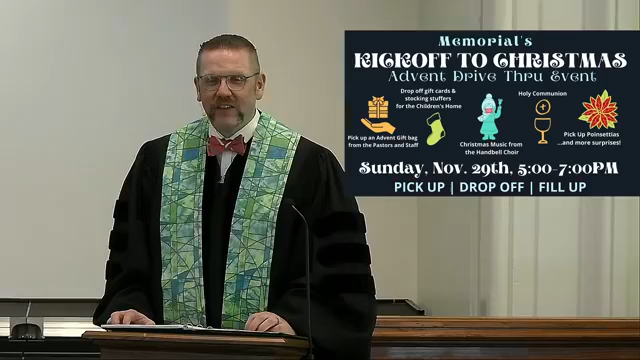 Memorial's
KICKOFF TO CHRISTMAS
Advent Drive Thru Event
Drop off gift cards &
stocking stuffers
for the Children's Home
Holy Communion
Pick up an Advent Gift bag
from the Pastors and Staff
Christmas Music from
the Handbell Choir
Pick Up Poinsettias
...and more surprises!
Sunday, Nov. 29th, 5:00-7:00PM
PICK UP | DROP OFF | FILL UP